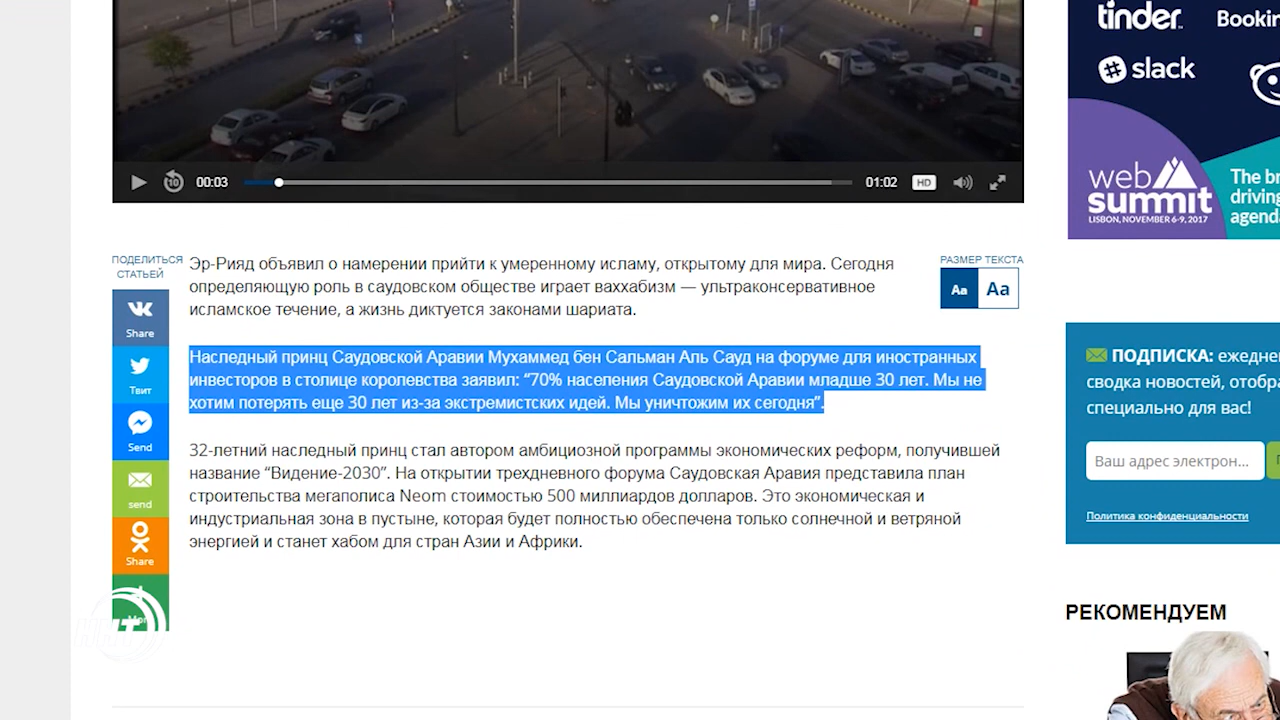 tinder
Bookin
slack
web
summit
LISBON, NOVEMBER 6-9, 2017
The br
driving
agenda
10
00:03
01:02
HD
ПОДЕЛИТЬСЯ
СТАТЬЕЙ
Share
Твит
Send
send
Share
Эр-Рияд объявил о намерении прийти к умеренному исламу, открытому для мира. Сегодня
определяющую роль в саудовском обществе играет ваххабизм — ультраконсервативное
исламское течение, а жизнь диктуется законами шариата.
РАЗМЕР ТЕКСТА
Aa Aa
Наследный принц Саудовской Аравии Мухаммед бен Сальман Аль Сауд на форуме для иностранных
инвесторов в столице королевства заявил: “70% населения Саудовской Аравии младше 30 лет. Мы не
хотим потерять еще 30 лет из-за экстремистских идей. Мы уничтожим их сегодня”.
32-летний наследный принц стал автором амбициозной программы экономических реформ, получившей
название “Видение-2030”. На открытии трехдневного форума Саудовская Аравия представила план
строительства мегаполиса Neom стоимостью 500 миллиардов долларов. Это экономическая и
индустриальная зона в пустыне, которая будет полностью обеспечена только солнечной и ветряной
энергией и станет хабом для стран Азии и Африки.
ПОДПИСКА: ежедне
сводка новостей, отобра
специально для вас!
Ваш адрес электрон...
Политика конфиденциальности
РЕКОМЕНДУЕМ